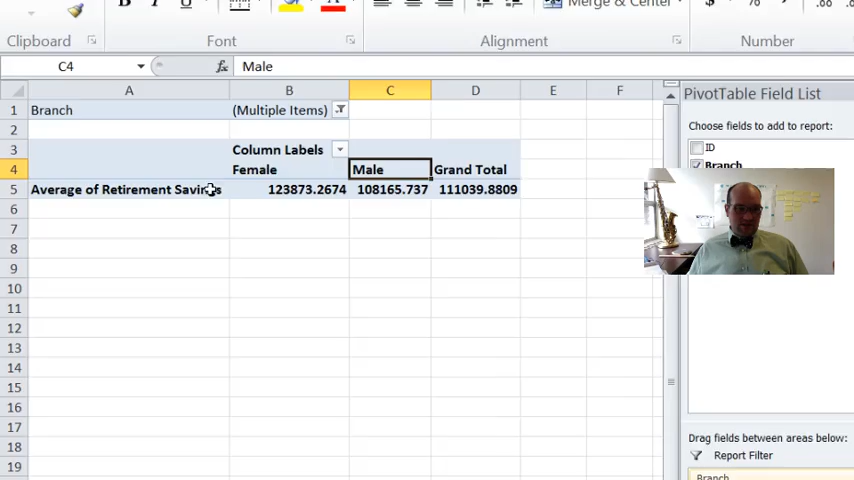 B I U Merge & Center $ %
Clipboard Font Alignment Number
C4 fx Male
A B C D E F
1 Branch (Multiple Items)
2
3 Column Labels
4 Female Male Grand Total
5 Average of Retirement Savings 123873.2674 108165.737 111039.8809
6
7
8
9
10
11
12
13
14
15
16
17
18
19
PivotTable Field List
Choose fields to add to report:
ID
Branch
Drag fields between areas below:
Report Filter
Branch